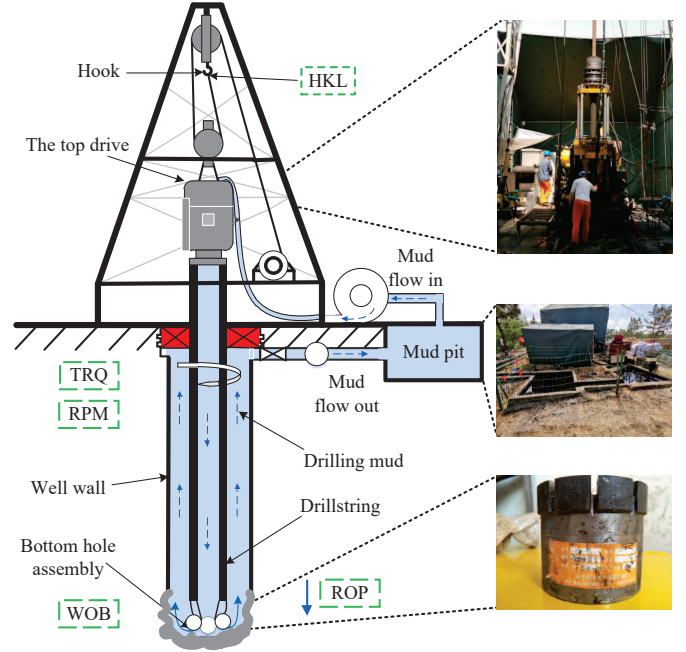 Hook
HKL
The top drive
Mud
flow in
Mud pit
TRQ
Mud
flow out
RPM
Drilling mud
Well wall
Drillstring
Bottom hole
assembly
ROP
WOB